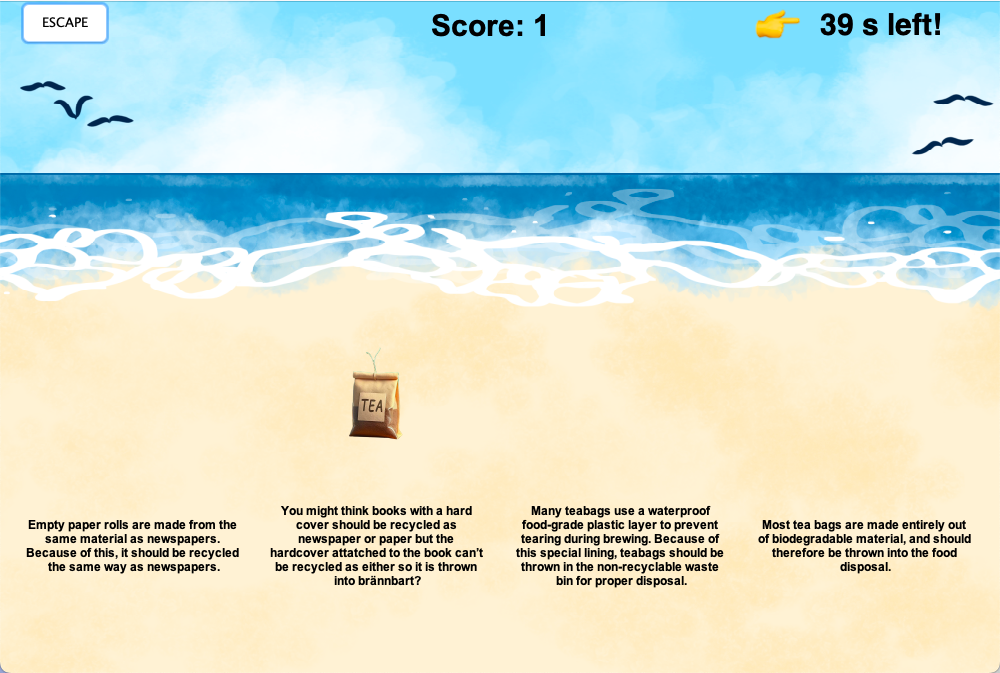 ESCAPE
Score: 1
39 s left!
TEA
Empty paper rolls are made from the
same material as newspapers.
Because of this, it should be recycled
the same way as newspapers.
You might think books with a hard
cover should be recycled as
newspaper or paper but the
hardcover attatched to the book can't
be recycled as either so it is thrown
into brännbart?
Many teabags use a waterproof
food-grade plastic layer to prevent
tearing during brewing. Because of
this special lining, teabags should be
thrown in the non-recyclable waste
bin for proper disposal.
Most tea bags are made entirely out
of biodegradable material, and should
therefore be thrown into the food
disposal.